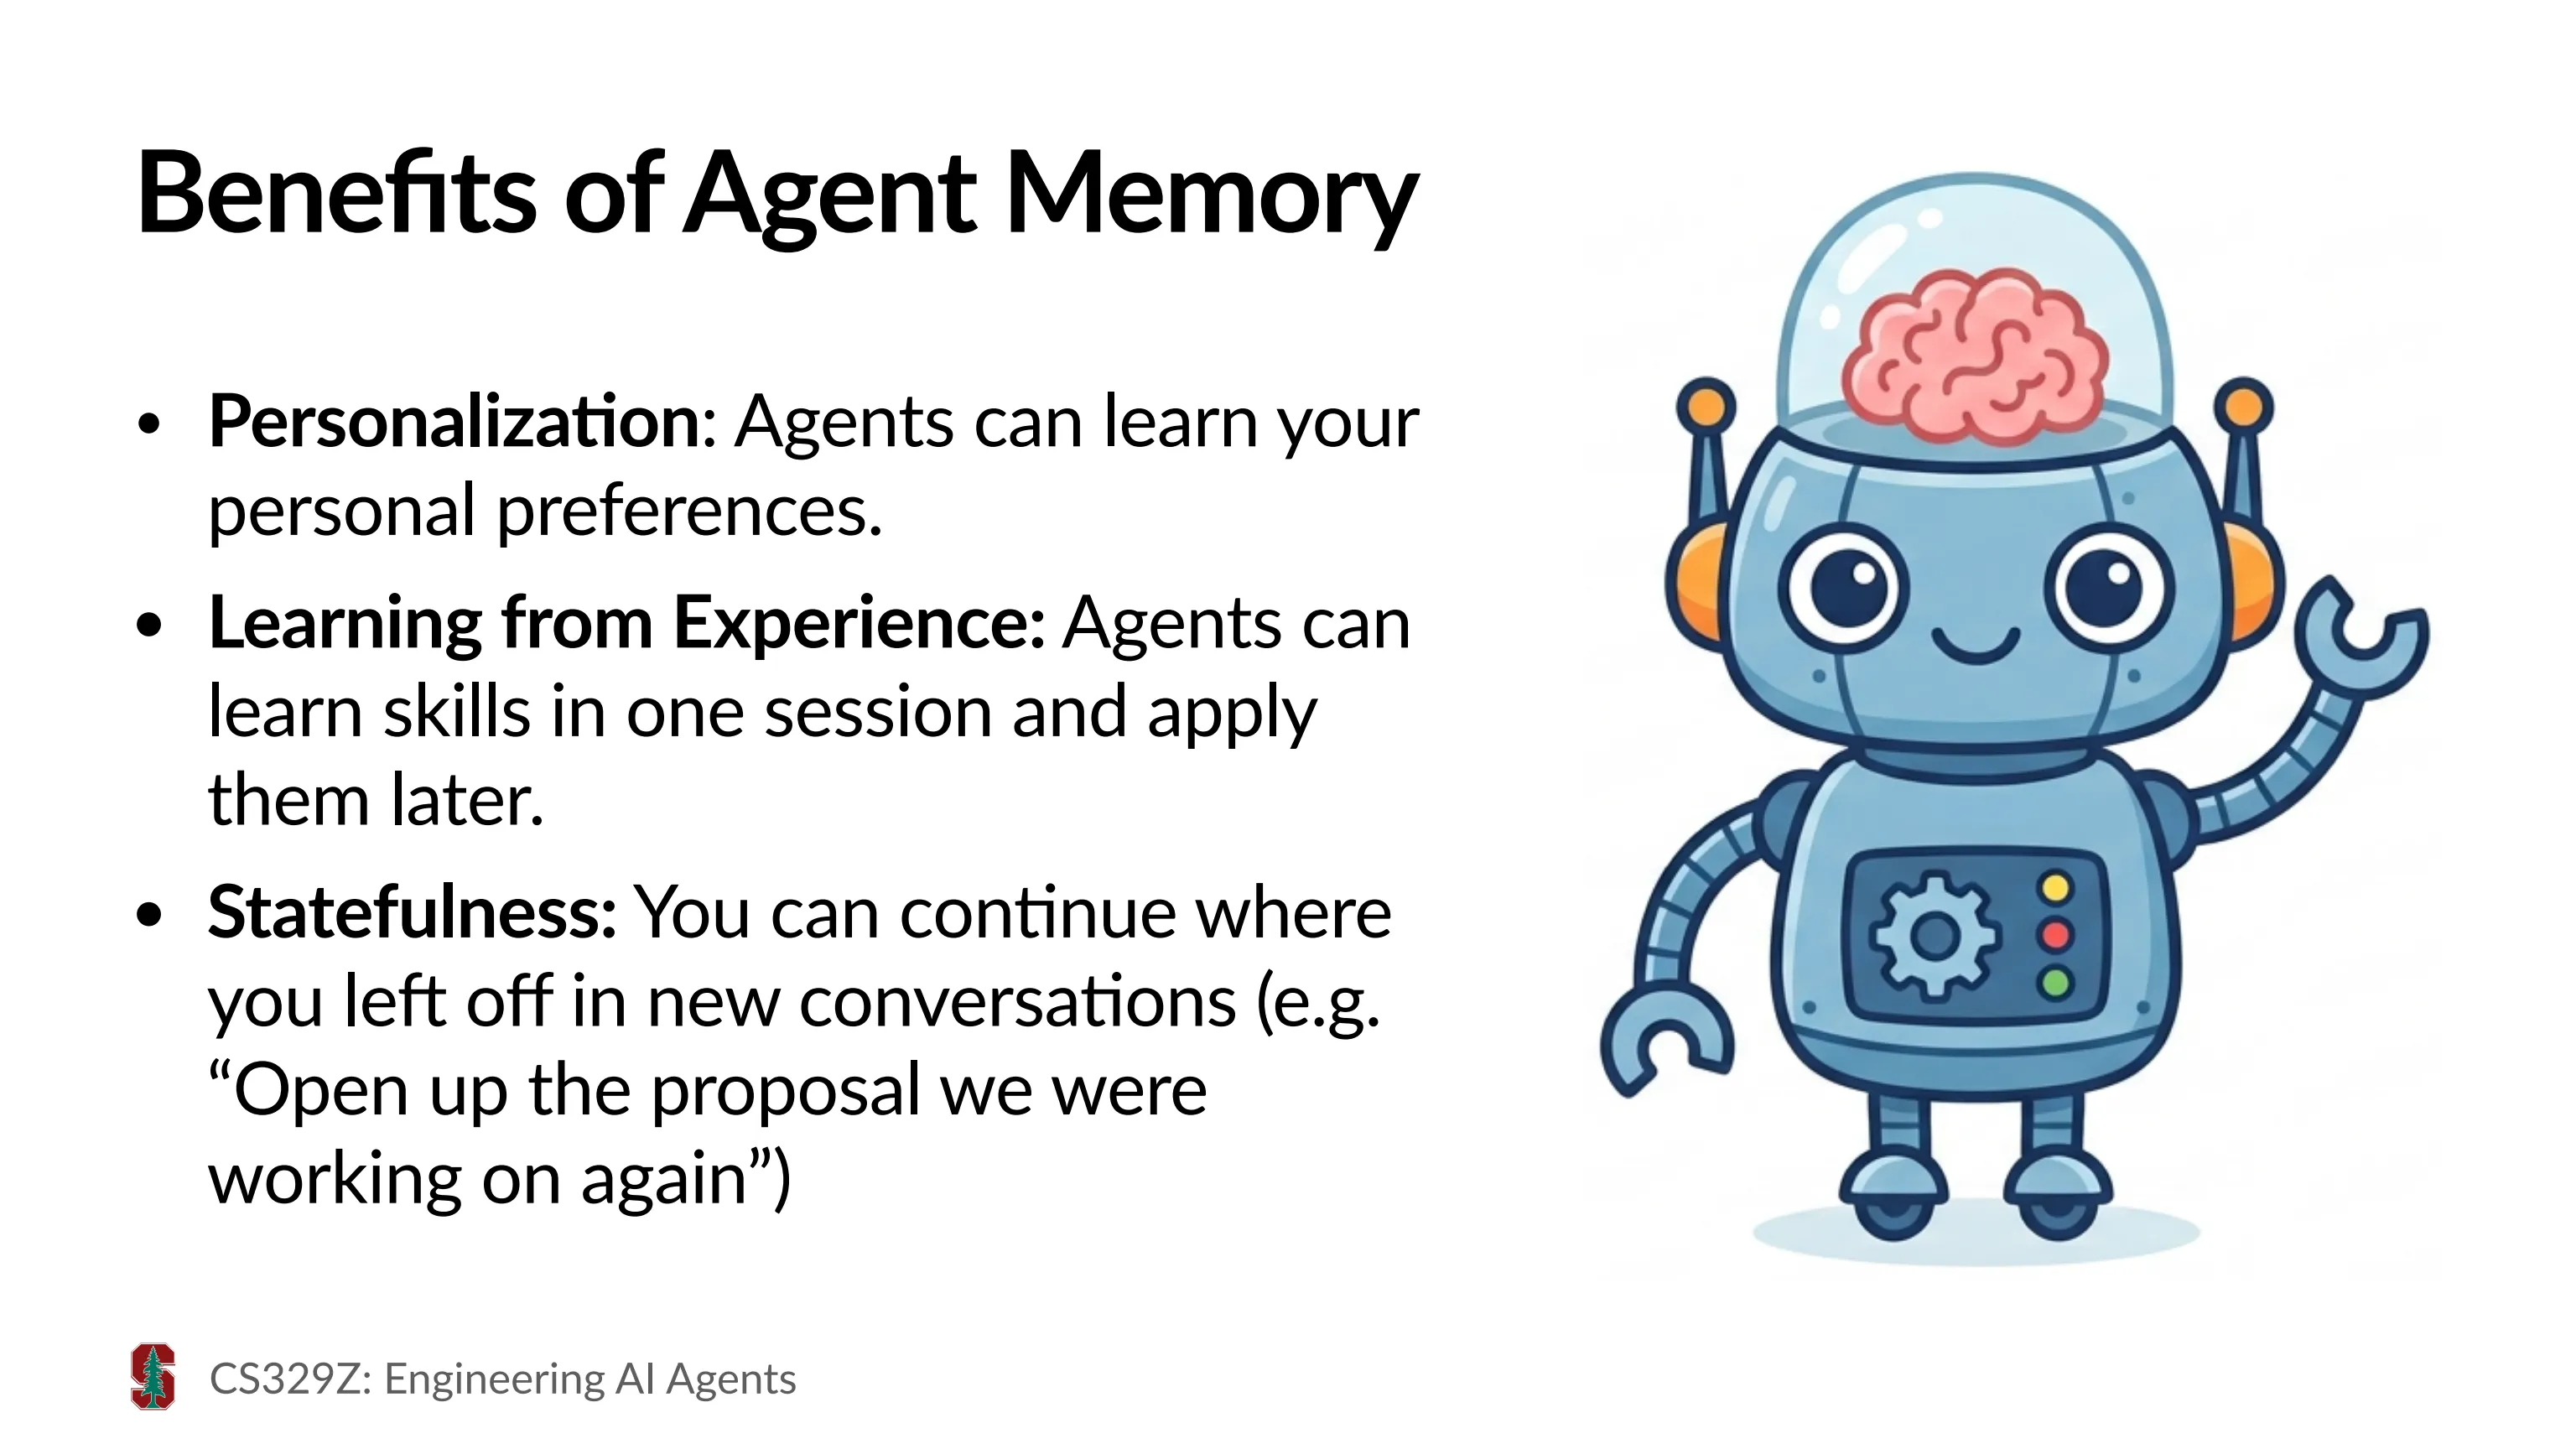 Benefits of Agent Memory
• Personalization: Agents can learn your
personal preferences.
• Learning from Experience: Agents can
learn skills in one session and apply
them later.
• Statefulness: You can continue where
you left off in new conversations (e.g.
“Open up the proposal we were
working on again”)
CS329Z: Engineering AI Agents